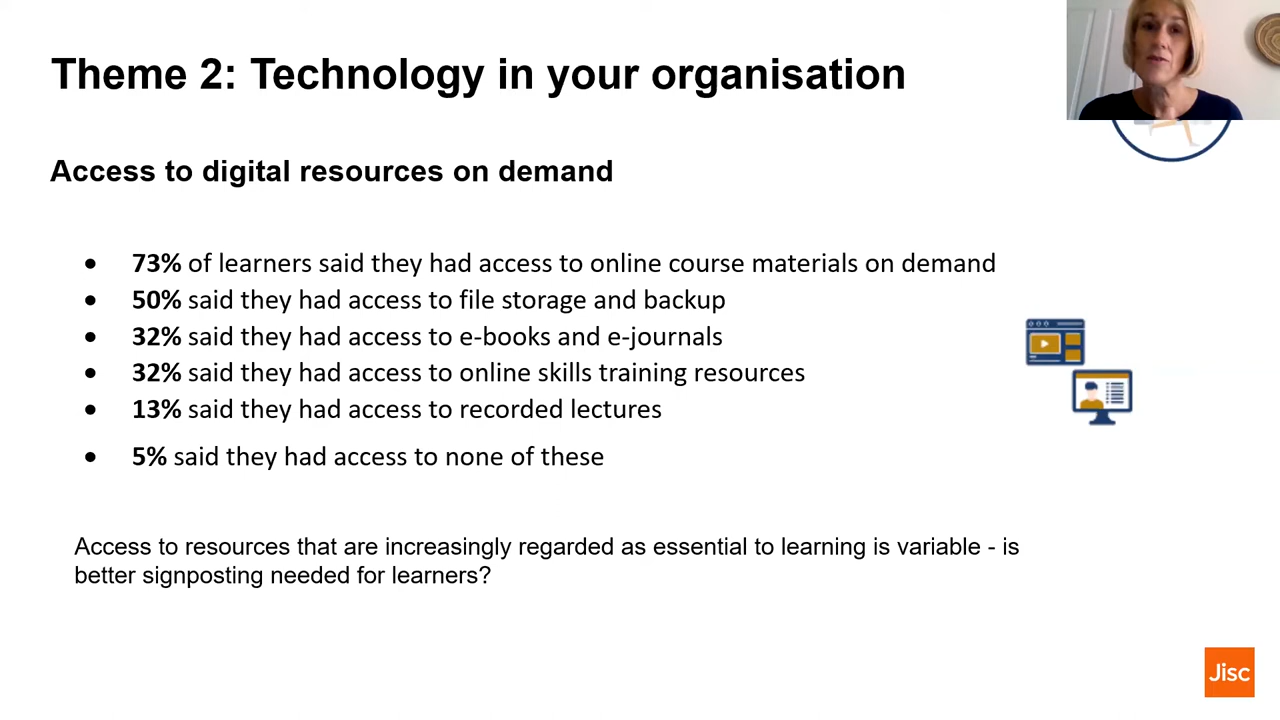 Theme 2: Technology in your organisation
Access to digital resources on demand
• 73% of learners said they had access to online course materials on demand
• 50% said they had access to file storage and backup
• 32% said they had access to e-books and e-journals
• 32% said they had access to online skills training resources
• 13% said they had access to recorded lectures
• 5% said they had access to none of these
Access to resources that are increasingly regarded as essential to learning is variable - is
better signposting needed for learners?
Jisc